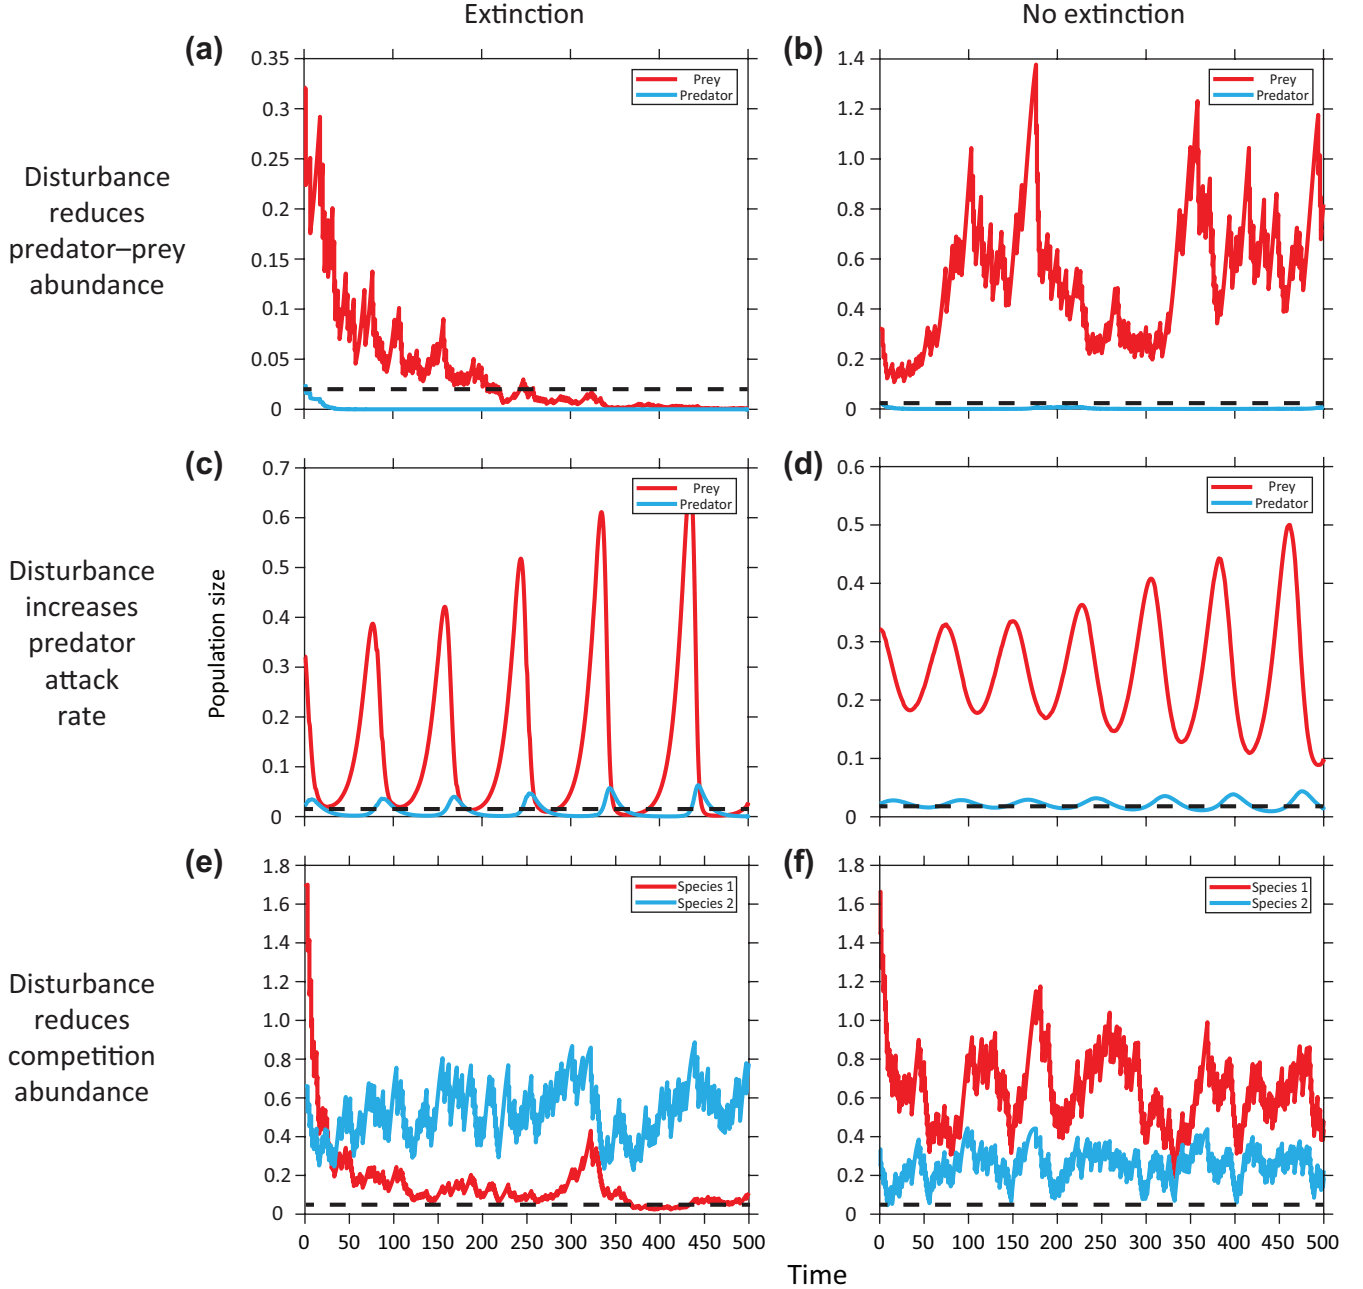 Extinction
No extinction
(a)
(b)
Disturbance
reduces
predator–prey
abundance
0.35
0.3
0.25
0.2
0.15
0.1
0.05
0
Prey
Predator
1.4
1.2
1.0
0.8
0.6
0.4
0.2
0
Prey
Predator
(c)
(d)
Disturbance
increases
predator
attack
rate
Population size
0.7
0.6
0.5
0.4
0.3
0.2
0.1
0
Prey
Predator
0.6
0.5
0.4
0.3
0.2
0.1
0
Prey
Predator
(e)
(f)
Disturbance
reduces
competition
abundance
1.8
1.6
1.4
1.2
1.0
0.8
0.6
0.4
0.2
0
Species 1
Species 2
0 50 100 150 200 250 300 350 400 450 500
1.8
1.6
1.4
1.2
1.0
0.8
0.6
0.4
0.2
0
Species 1
Species 2
0 50 100 150 200 250 300 350 400 450 500
Time